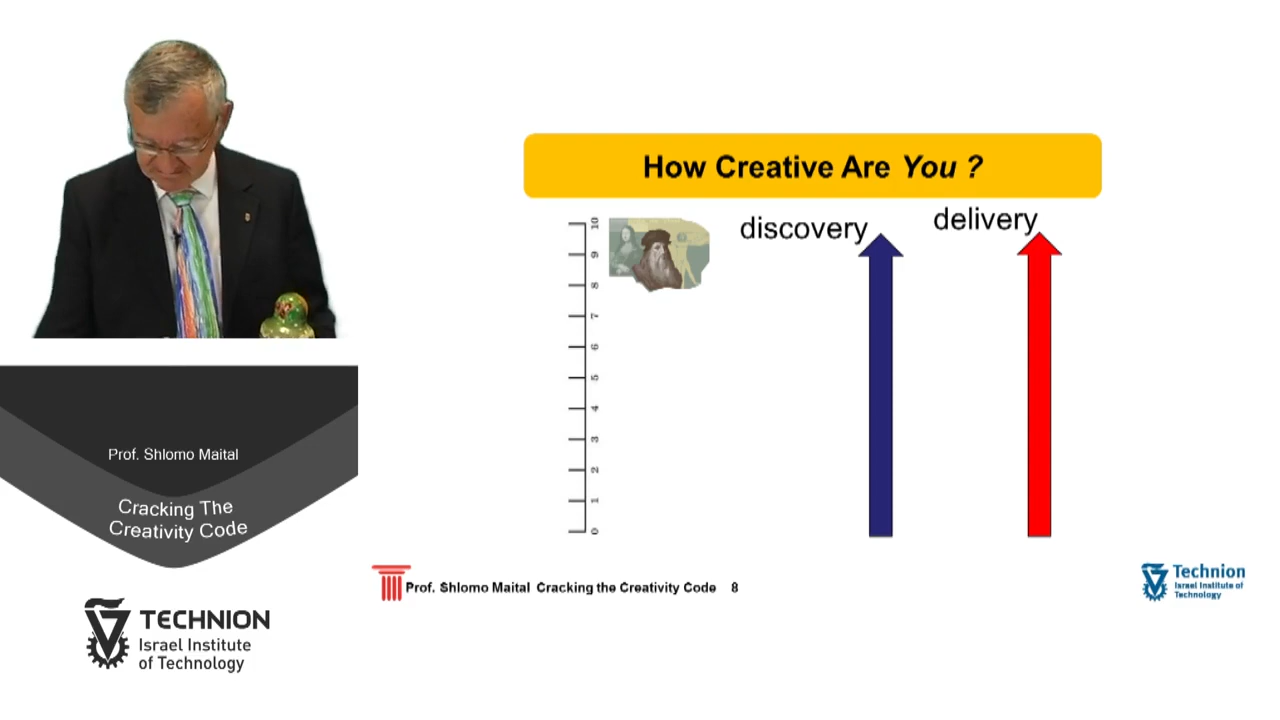 How Creative Are You ?
discovery
delivery
10
9
8
7
6
5
4
3
2
1
0
Prof. Shlomo Maital
Cracking The
Creativity Code
TECHNION
Israel Institute
of Technology
Prof. Shlomo Maital Cracking the Creativity Code 8
Technion
Israel Institute of
Technology